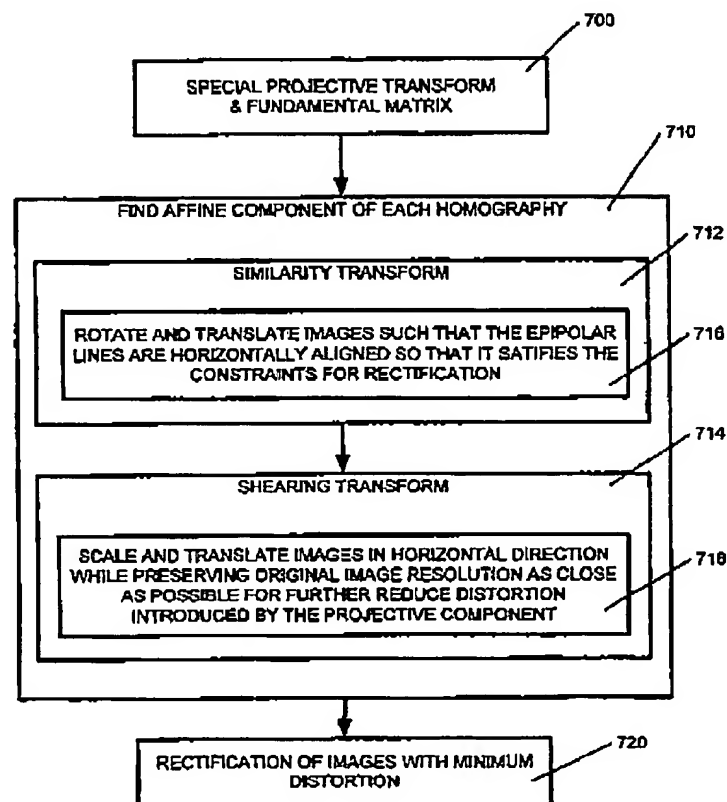 700
SPECIAL PROJECTIVE TRANSFORM
& FUNDAMENTAL MATRIX
710
FIND AFFINE COMPONENT OF EACH HOMOGRAPHY
712
SIMILARITY TRANSFORM
ROTATE AND TRANSLATE IMAGES SUCH THAT THE EPIPOLAR
LINES ARE HORIZONTALLY ALIGNED SO THAT IT SATIFIES THE
CONSTRAINTS FOR RECTIFICATION
716
714
SHEARING TRANSFORM
SCALE AND TRANSLATE IMAGES IN HORIZONTAL DIRECTION
WHILE PRESERVING ORIGINAL IMAGE RESOLUTION AS CLOSE
AS POSSIBLE FOR FURTHER REDUCE DISTORTION
INTRODUCED BY THE PROJECTIVE COMPONENT
718
720
RECTIFICATION OF IMAGES WITH MINIMUM
DISTORTION